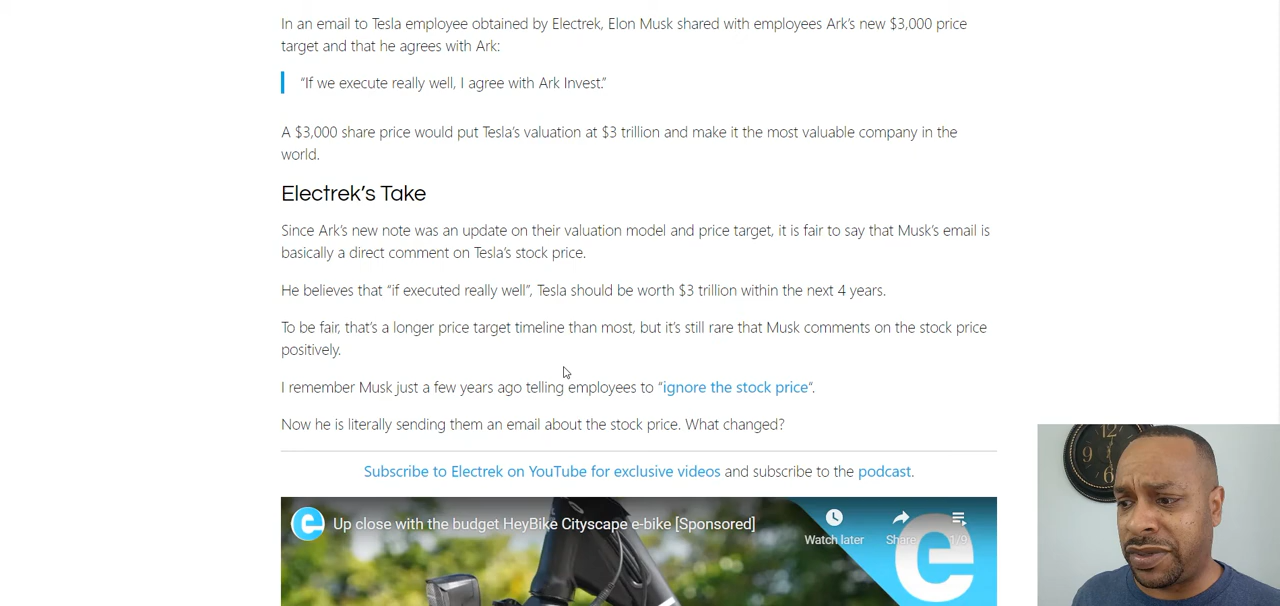 In an email to Tesla employee obtained by Electrek, Elon Musk shared with employees Ark's new $3,000 price
target and that he agrees with Ark:
“If we execute really well, I agree with Ark Invest.”
A $3,000 share price would put Tesla's valuation at $3 trillion and make it the most valuable company in the
world.
Electrek's Take
Since Ark's new note was an update on their valuation model and price target, it is fair to say that Musk's email is
basically a direct comment on Tesla's stock price.
He believes that “if executed really well”, Tesla should be worth $3 trillion within the next 4 years.
To be fair, that's a longer price target timeline than most, but it's still rare that Musk comments on the stock price
positively.
I remember Musk just a few years ago telling employees to “ignore the stock price“.
Now he is literally sending them an email about the stock price. What changed?
Subscribe to Electrek on YouTube for exclusive videos and subscribe to the podcast.
e Up close with the budget HeyBike Cityscape e-bike [Sponsored]
Watch later Share 1/9
e
12
9
6